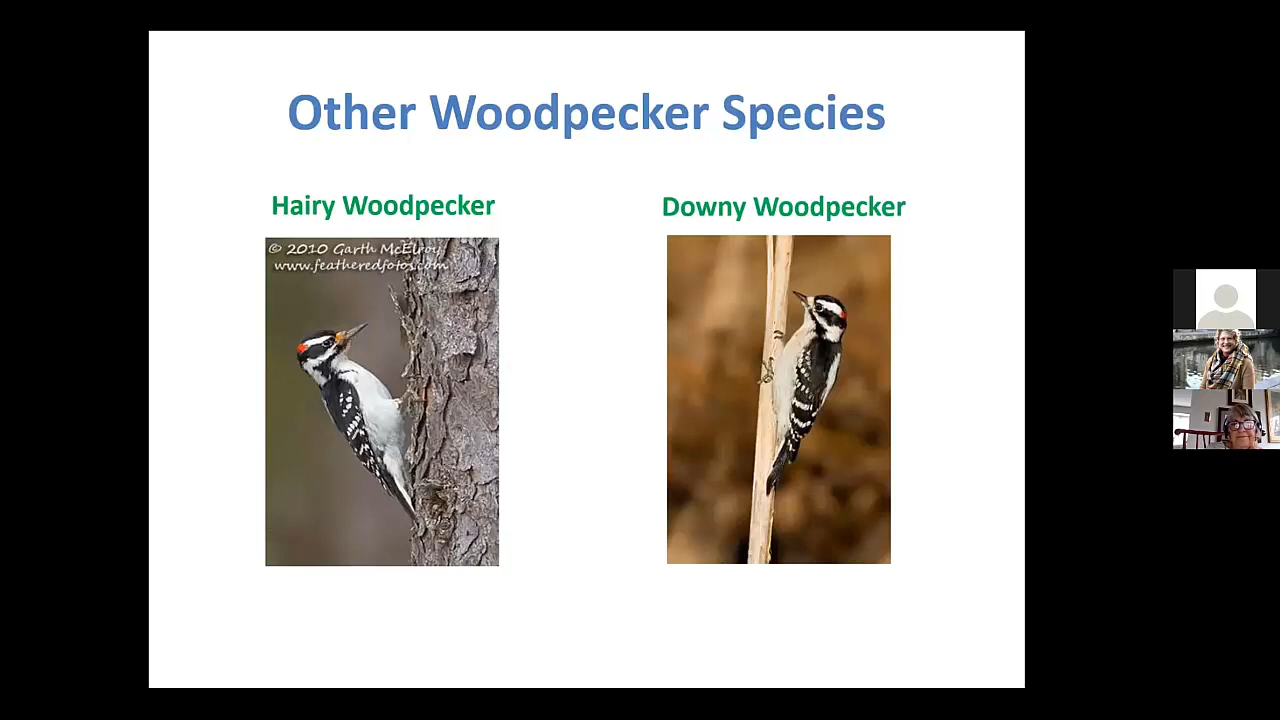 Other Woodpecker Species
Hairy Woodpecker
Downy Woodpecker
© 2010 Garth McElroy
www.featheredfotos.com